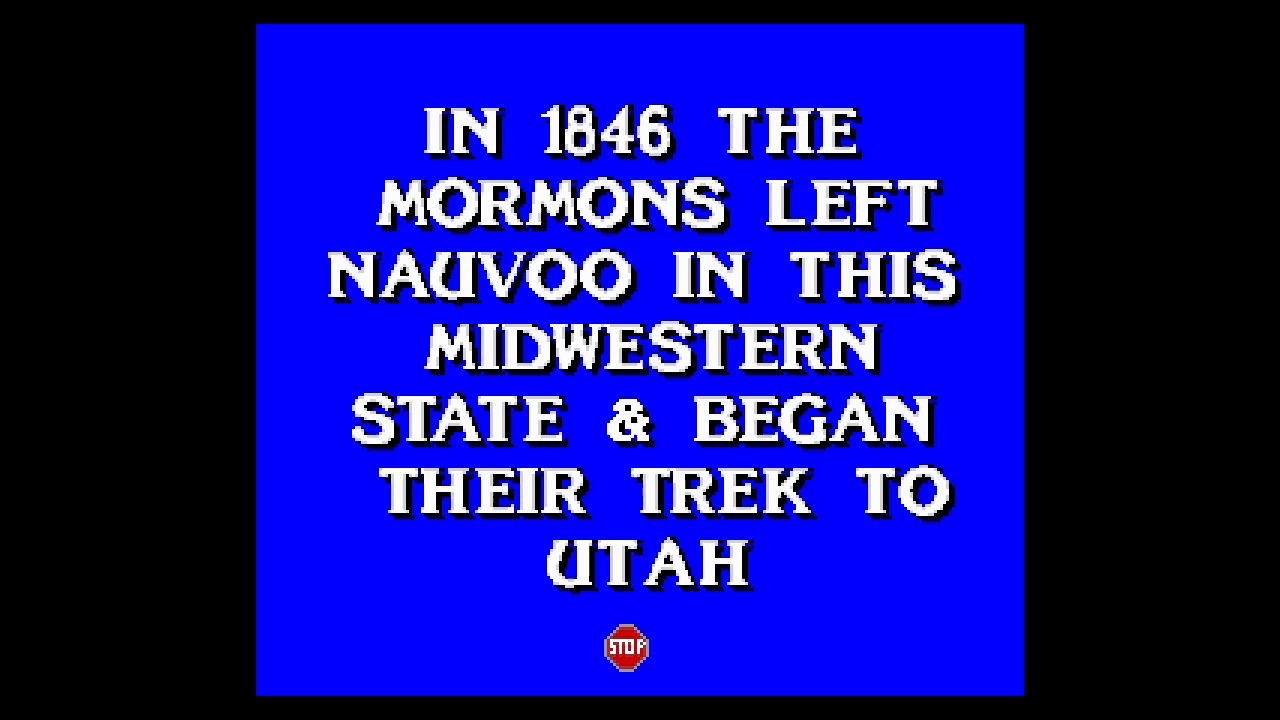 IN 1846 THE
MORMONS LEFT
NAUVOO IN THIS
MIDWESTERN
STATE & BEGAN
THEIR TREK TO
UTAH
STOP